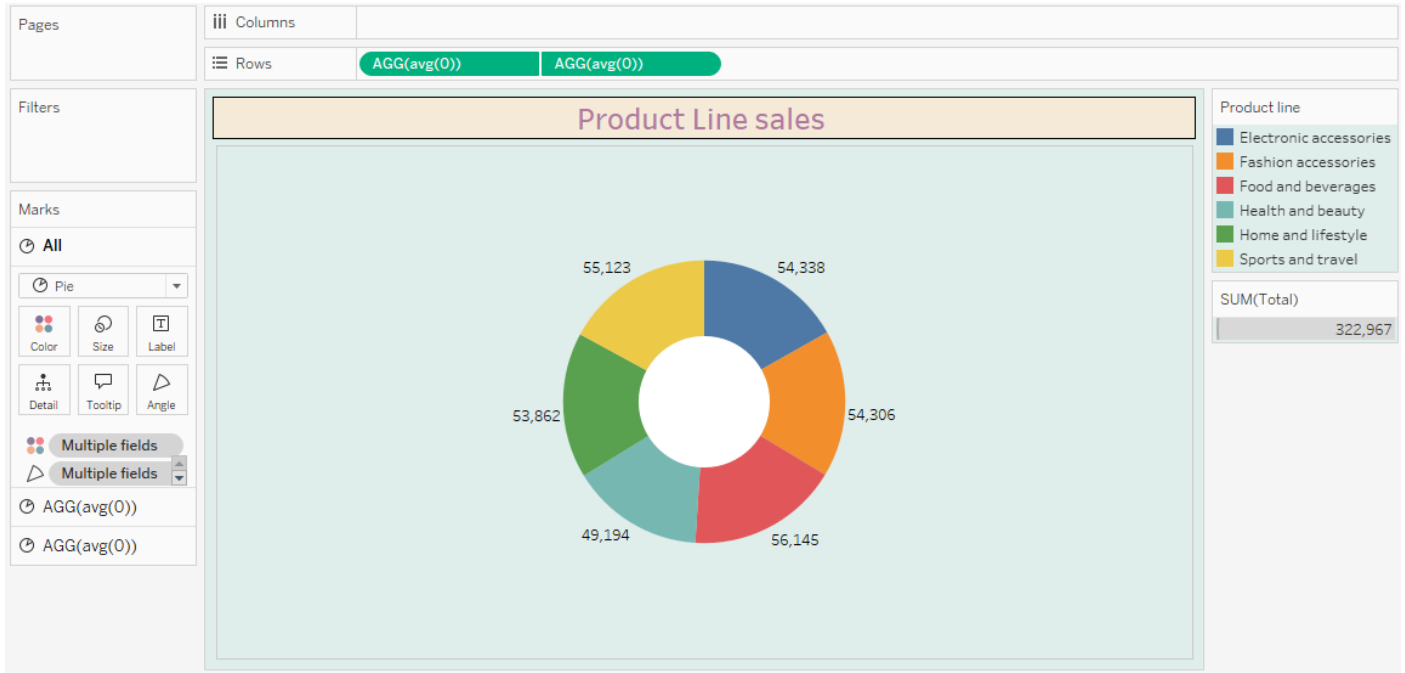 Pages
Columns
Rows
AGG(avg(0)) AGG(avg(0))
Filters
Marks
All
Pie
Color Size Label
Detail Tooltip Angle
Multiple fields
Multiple fields
AGG(avg(0))
AGG(avg(0))
Product Line sales
55,123 54,338
53,862 54,306
49,194 56,145
Product line
Electronic accessories
Fashion accessories
Food and beverages
Health and beauty
Home and lifestyle
Sports and travel
SUM(Total)
322,967